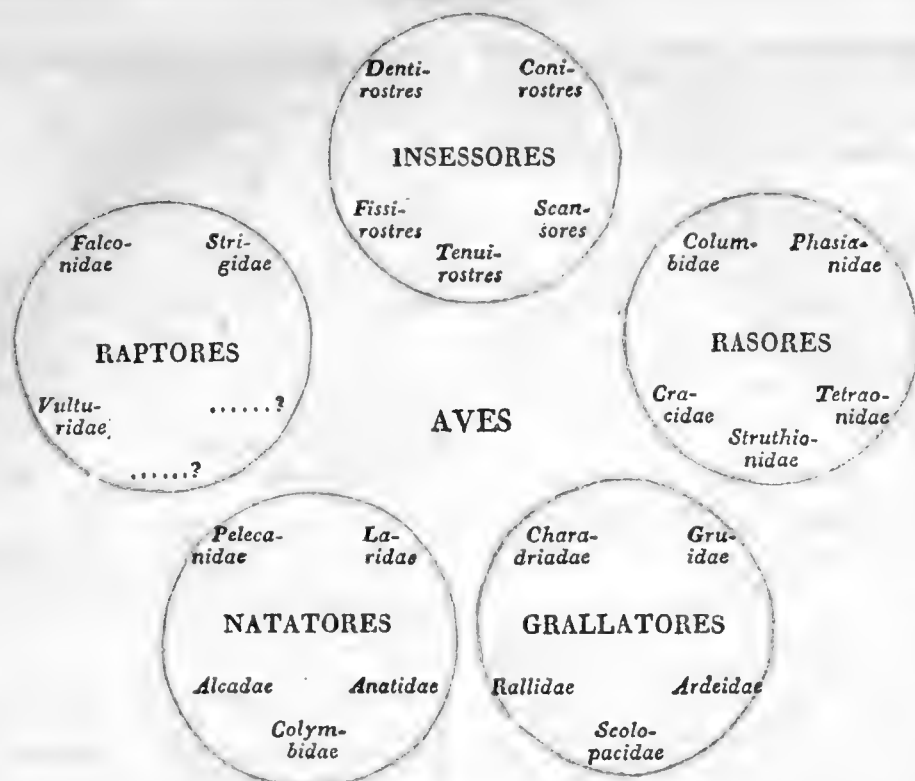 Denti-
rostres
Coni-
rostres
INSESSORES
Fissi-
rostres
Scan-
sores
Tenui-
rostres
Falco-
nidae
Stri-
gidae
RAPTORES
Vultu-
ridae
......?
......?
Colum-
bidae
Phasia-
nidae
RASORES
Cra-
cidae
Tetrao-
nidae
Struthio-
nidae
AVES
Peleca-
nidae
La-
ridae
NATATORES
Alcadae
Anatidae
Colym-
bidae
Chara-
driadae
Gru-
idae
GRALLATORES
Rallidae
Ardeidae
Scolo-
pacidae